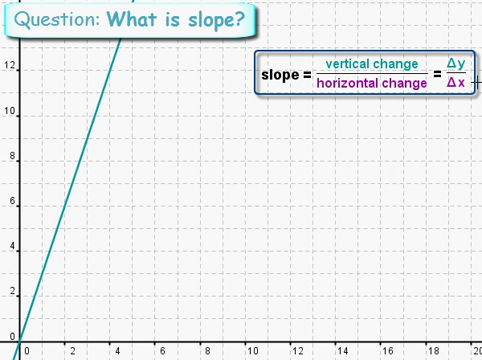 Question: What is slope?
slope = vertical change / horizontal change = Δy / Δx
12
10
8
6
4
2
0
0 2 4 6 8 10 12 14 16 18 20